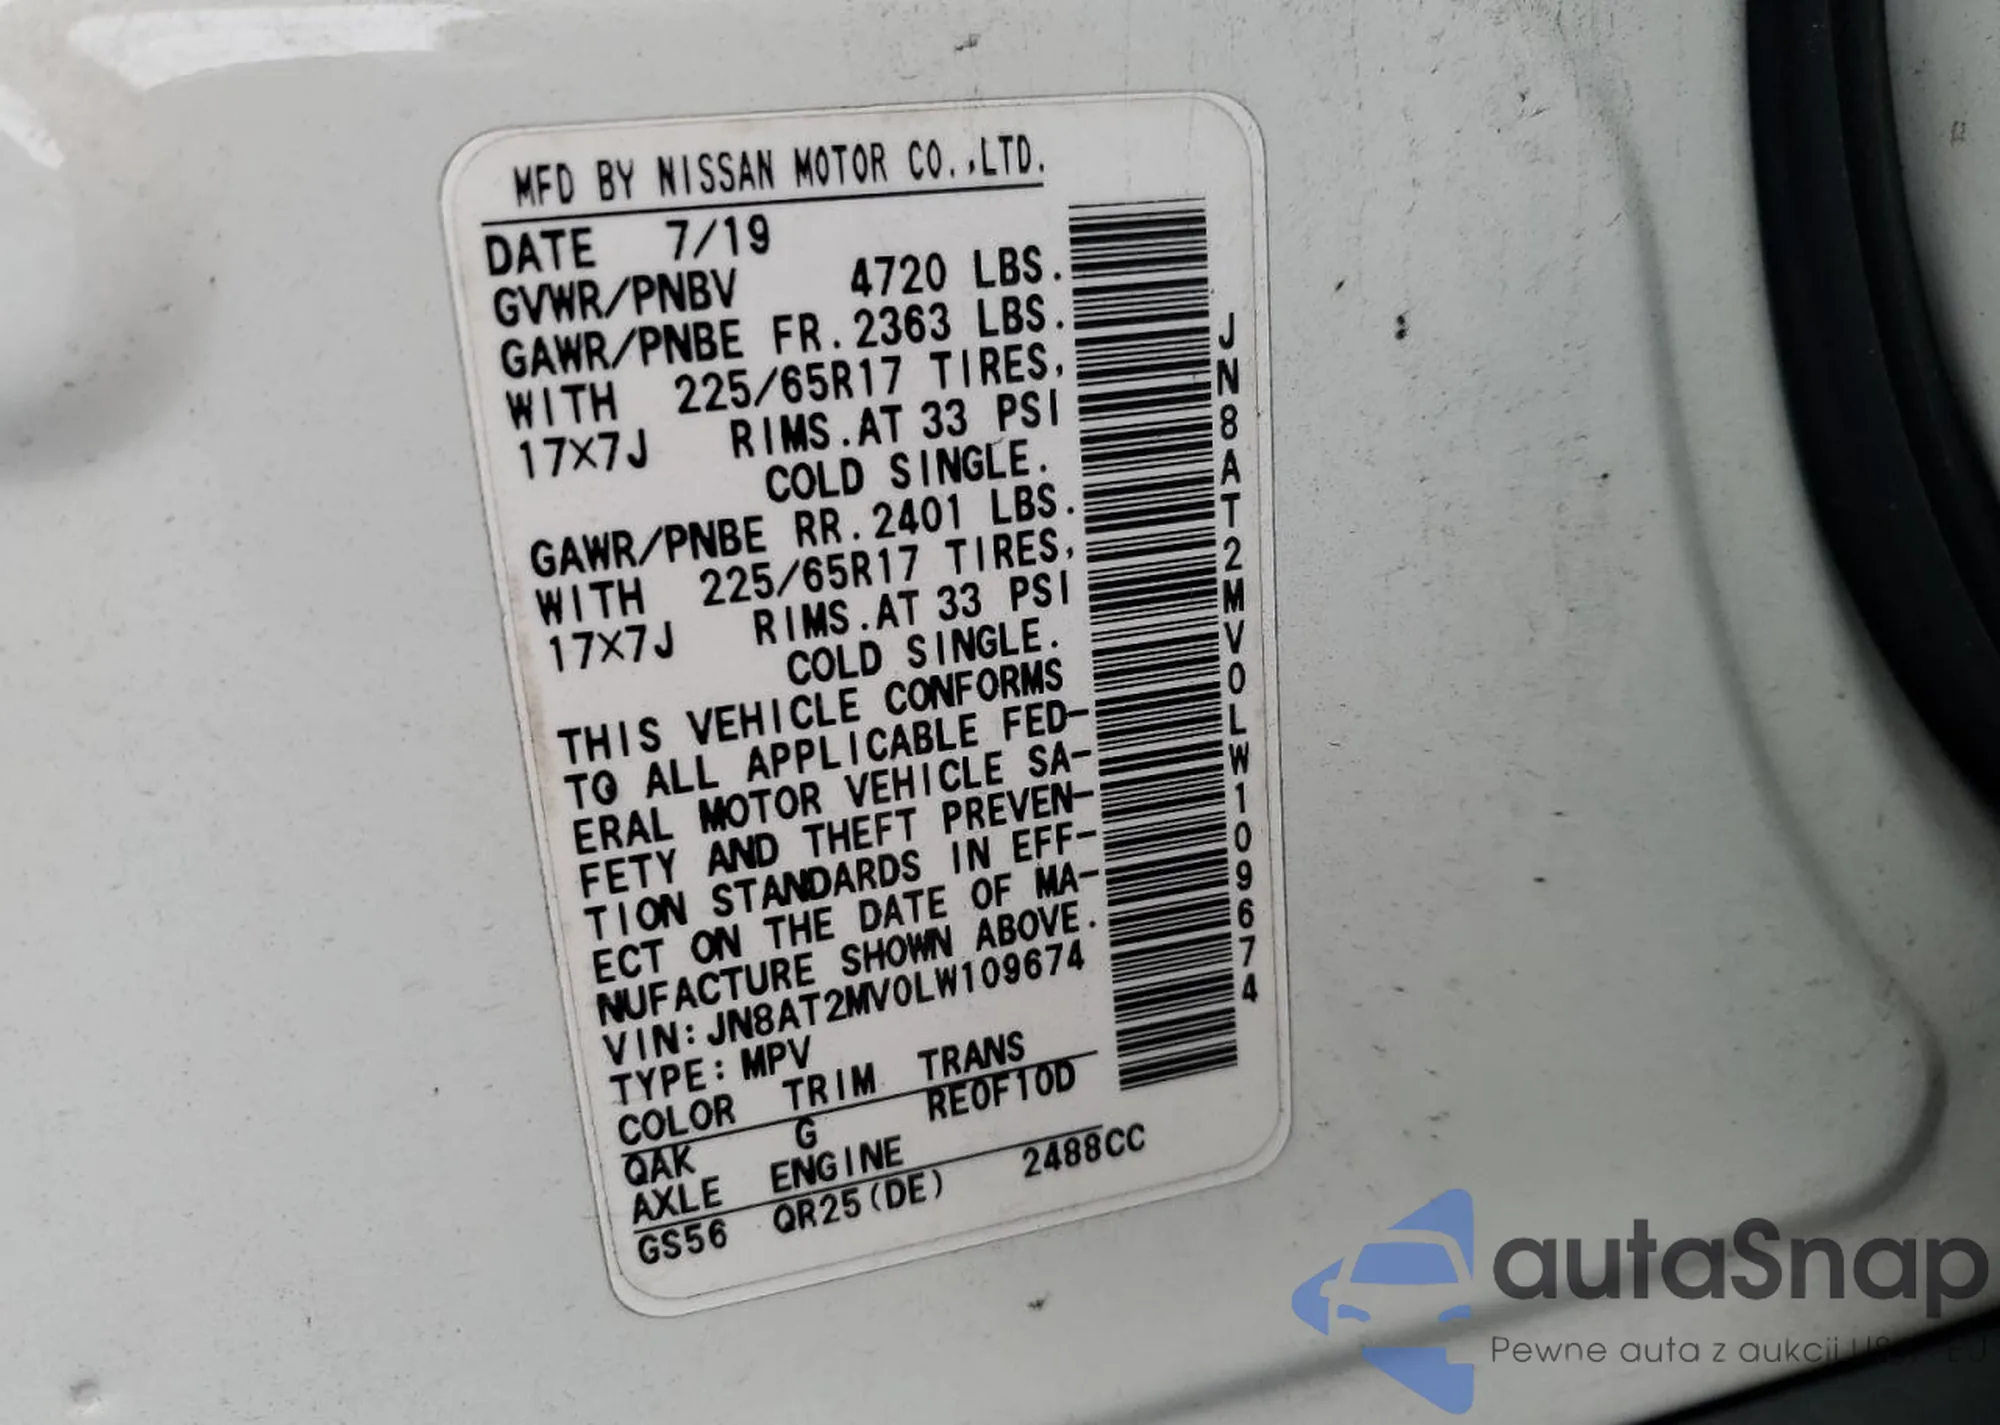 MFD BY NISSAN MOTOR CO.,LTD.
DATE 7/19
GVWR/PNBV 4720 LBS.
GAWR/PNBE FR.2363 LBS.
WITH 225/65R17 TIRES,
17X7J RIMS.AT 33 PSI
COLD SINGLE.
GAWR/PNBE RR.2401 LBS.
WITH 225/65R17 TIRES,
17X7J RIMS.AT 33 PSI
COLD SINGLE.
THIS VEHICLE CONFORMS
TO ALL APPLICABLE FED-
ERAL MOTOR VEHICLE SA-
FETY AND THEFT PREVEN-
TION STANDARDS IN EFF-
ECT ON THE DATE OF MA-
NUFACTURE SHOWN ABOVE.
VIN:JN8AT2MV0LW109674
TYPE:MPV
COLOR TRIM TRANS
QAK G RE0F10D
AXLE ENGINE
GS56 QR25(DE) 2488CC
JN8AT2MV0LW109674
autaSnap
Pewne auta z aukcji